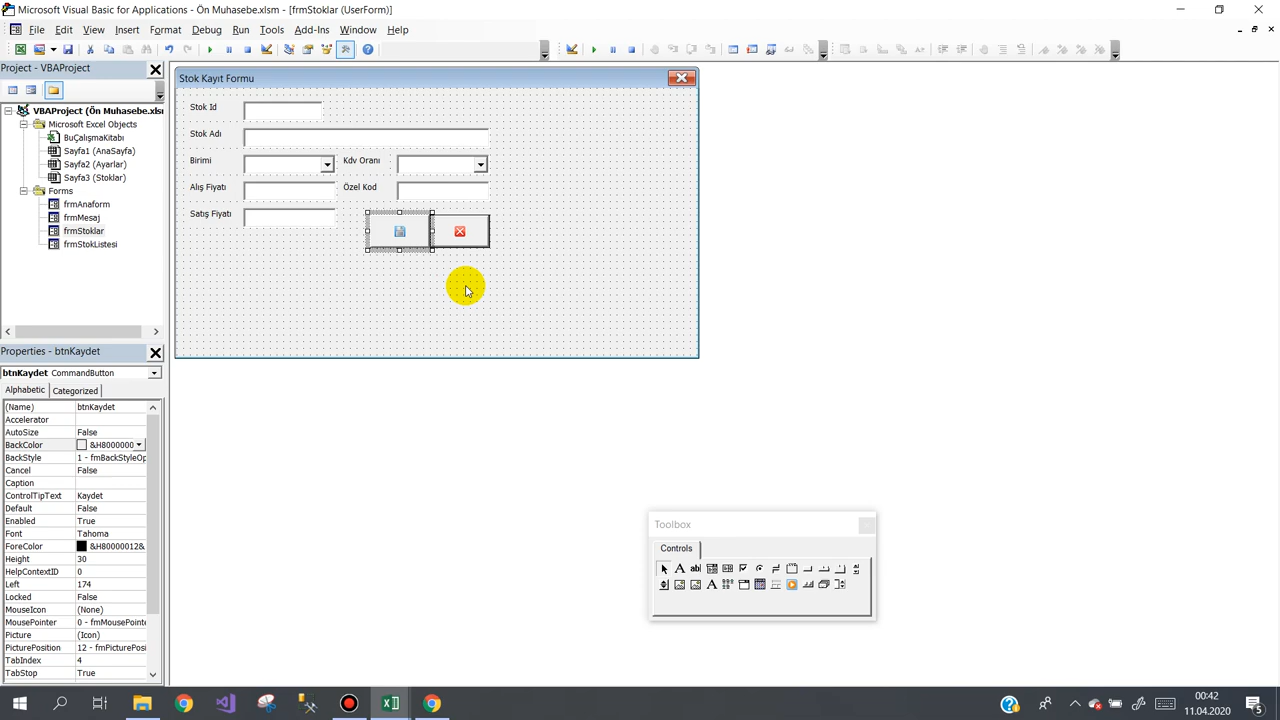 Microsoft Visual Basic for Applications - Ön Muhasebe.xlsm - [frmStoklar (UserForm)]
File Edit View Insert Format Debug Run Tools Add-Ins Window Help
Project - VBAProject
VBAProject (Ön Muhasebe.xlsm
Microsoft Excel Objects
BuÇalışmaKitabı
Sayfa1 (AnaSayfa)
Sayfa2 (Ayarlar)
Sayfa3 (Stoklar)
Forms
frmAnaform
frmMesaj
frmStoklar
frmStokListesi
Stok Kayıt Formu
Stok Id
Stok Adı
Birimi
Kdv Oranı
Alış Fiyatı
Özel Kod
Satış Fiyatı
Properties - btnKaydet
btnKaydet CommandButton
Alphabetic Categorized
(Name) btnKaydet
Accelerator
AutoSize False
BackColor &H8000000
BackStyle 1 - fmBackStyleOp
Cancel False
Caption
ControlTipText Kaydet
Default False
Enabled True
Font Tahoma
ForeColor &H80000012&
Height 30
HelpContextID 0
Left 174
Locked False
MouseIcon (None)
MousePointer 0 - fmMousePointe
Picture (Icon)
PicturePosition 12 - fmPicturePosi
TabIndex 4
TabStop True
Toolbox
Controls
00:42
11.04.2020
5